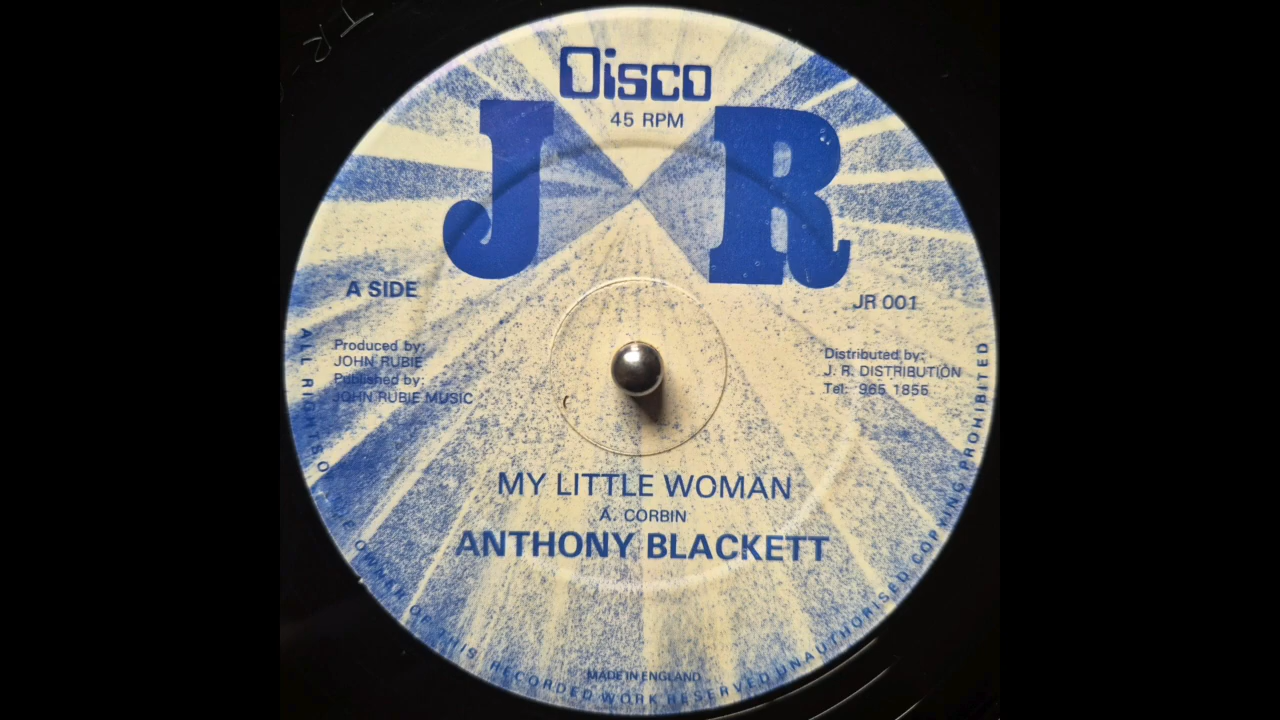 Disco
45 RPM
J R
A SIDE
JR 001
Produced by:
JOHN RUBIE
Published by:
JOHN RUBIE MUSIC
Distributed by:
J. R. DISTRIBUTION
Tel: 965 1855
MY LITTLE WOMAN
A. CORBIN
ANTHONY BLACKETT
MADE IN ENGLAND
ALL RIGHTS OF THE OWNER OF THIS RECORDED WORK RESERVED UNAUTHORISED COPYING PROHIBITED